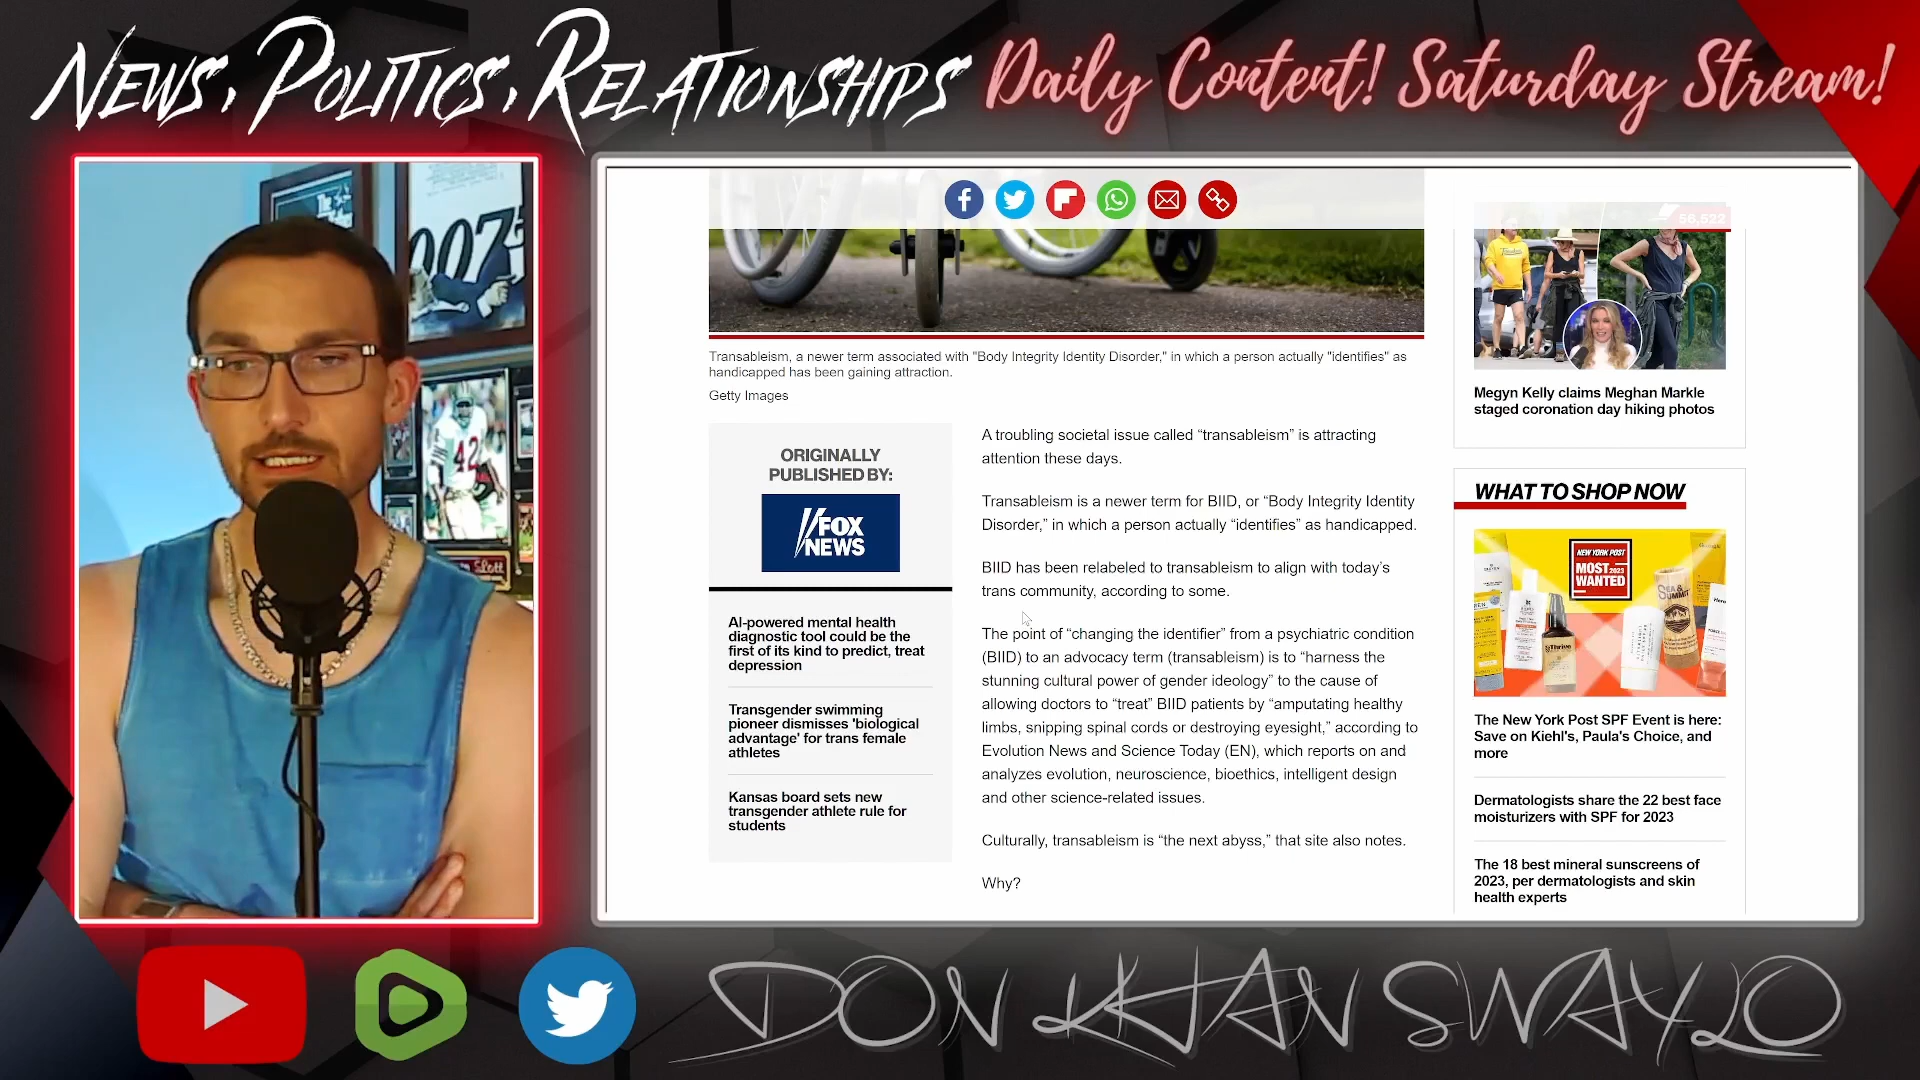 NEWS, POLITICS, RELATIONSHIPS
Daily Content! Saturday Stream!
007
42
56,522
Transableism, a newer term associated with "Body Integrity Identity Disorder," in which a person actually "identifies" as
handicapped has been gaining attraction.
Getty Images
ORIGINALLY
PUBLISHED BY:
FOX
NEWS
AI-powered mental health
diagnostic tool could be the
first of its kind to predict, treat
depression
Transgender swimming
pioneer dismisses 'biological
advantage' for trans female
athletes
Kansas board sets new
transgender athlete rule for
students
A troubling societal issue called “transableism” is attracting
attention these days.
Transableism is a newer term for BIID, or “Body Integrity Identity
Disorder,” in which a person actually “identifies” as handicapped.
BIID has been relabeled to transableism to align with today’s
trans community, according to some.
The point of “changing the identifier” from a psychiatric condition
(BIID) to an advocacy term (transableism) is to “harness the
stunning cultural power of gender ideology” to the cause of
allowing doctors to “treat” BIID patients by “amputating healthy
limbs, snipping spinal cords or destroying eyesight,” according to
Evolution News and Science Today (EN), which reports on and
analyzes evolution, neuroscience, bioethics, intelligent design
and other science-related issues.
Culturally, transableism is “the next abyss,” that site also notes.
Why?
Megyn Kelly claims Meghan Markle
staged coronation day hiking photos
WHAT TO SHOP NOW
NEW YORK POST
MOST 2023
WANTED
The New York Post SPF Event is here:
Save on Kiehl's, Paula's Choice, and
more
Dermatologists share the 22 best face
moisturizers with SPF for 2023
The 18 best mineral sunscreens of
2023, per dermatologists and skin
health experts
DON KHAN SWAYLO